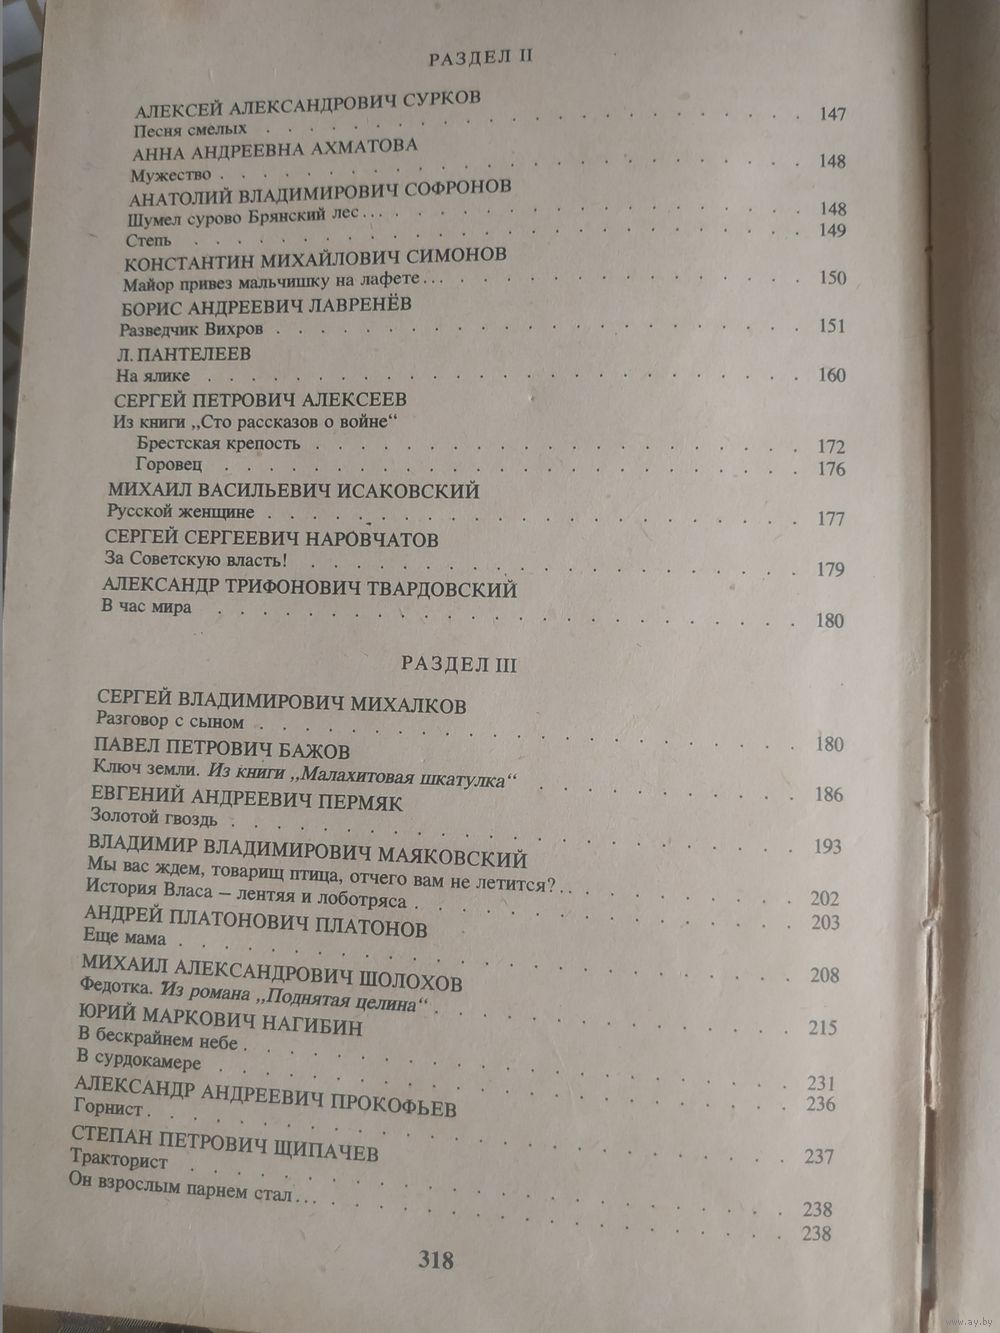 РАЗДЕЛ II
АЛЕКСЕЙ АЛЕКСАНДРОВИЧ СУРКОВ
Песня смелых . . . . . . . . . . . . . . . . . . . . 147
АННА АНДРЕЕВНА АХМАТОВА
Мужество . . . . . . . . . . . . . . . . . . . . 148
АНАТОЛИЙ ВЛАДИМИРОВИЧ СОФРОНОВ
Шумел сурово Брянский лес... . . . . . . . . . . . . . . . 148
Степь . . . . . . . . . . . . . . . . . . . . 149
КОНСТАНТИН МИХАЙЛОВИЧ СИМОНОВ
Майор привез мальчишку на лафете... . . . . . . . . . . . . . 150
БОРИС АНДРЕЕВИЧ ЛАВРЕНЁВ
Разведчик Вихров . . . . . . . . . . . . . . . . . . 151
Л. ПАНТЕЛЕЕВ
На ялике . . . . . . . . . . . . . . . . . . . . 160
СЕРГЕЙ ПЕТРОВИЧ АЛЕКСЕЕВ
Из книги „Сто рассказов о войне“
Брестская крепость . . . . . . . . . . . . . . . . . 172
Горовец . . . . . . . . . . . . . . . . . . . . 176
МИХАИЛ ВАСИЛЬЕВИЧ ИСАКОВСКИЙ
Русской женщине . . . . . . . . . . . . . . . . . . 177
СЕРГЕЙ СЕРГЕЕВИЧ НАРОВЧАТОВ
За Советскую власть! . . . . . . . . . . . . . . . . . 179
АЛЕКСАНДР ТРИФОНОВИЧ ТВАРДОВСКИЙ
В час мира . . . . . . . . . . . . . . . . . . . . 180
РАЗДЕЛ III
СЕРГЕЙ ВЛАДИМИРОВИЧ МИХАЛКОВ
Разговор с сыном . . . . . . . . . . . . . . . . . . . 180
ПАВЕЛ ПЕТРОВИЧ БАЖОВ
Ключ земли. Из книги „Малахитовая шкатулка“ . . . . . . . . . . 186
ЕВГЕНИЙ АНДРЕЕВИЧ ПЕРМЯК
Золотой гвоздь . . . . . . . . . . . . . . . . . . . . 193
ВЛАДИМИР ВЛАДИМИРОВИЧ МАЯКОВСКИЙ
Мы вас ждем, товарищ птица, отчего вам не летится?.. . . . . . . . . 202
История Власа – лентяя и лоботряса . . . . . . . . . . . . . . 203
АНДРЕЙ ПЛАТОНОВИЧ ПЛАТОНОВ
Еще мама . . . . . . . . . . . . . . . . . . . . 208
МИХАИЛ АЛЕКСАНДРОВИЧ ШОЛОХОВ
Федотка. Из романа „Поднятая целина“ . . . . . . . . . . . . . 215
ЮРИЙ МАРКОВИЧ НАГИБИН
В бескрайнем небе . . . . . . . . . . . . . . . . . . . 231
В сурдокамере . . . . . . . . . . . . . . . . . . . . 236
АЛЕКСАНДР АНДРЕЕВИЧ ПРОКОФЬЕВ
Горнист . . . . . . . . . . . . . . . . . . . . 237
СТЕПАН ПЕТРОВИЧ ЩИПАЧЕВ
Тракторист . . . . . . . . . . . . . . . . . . . . 238
Он взрослым парнем стал... . . . . . . . . . . . . . . . . 238
318
www.ay.by